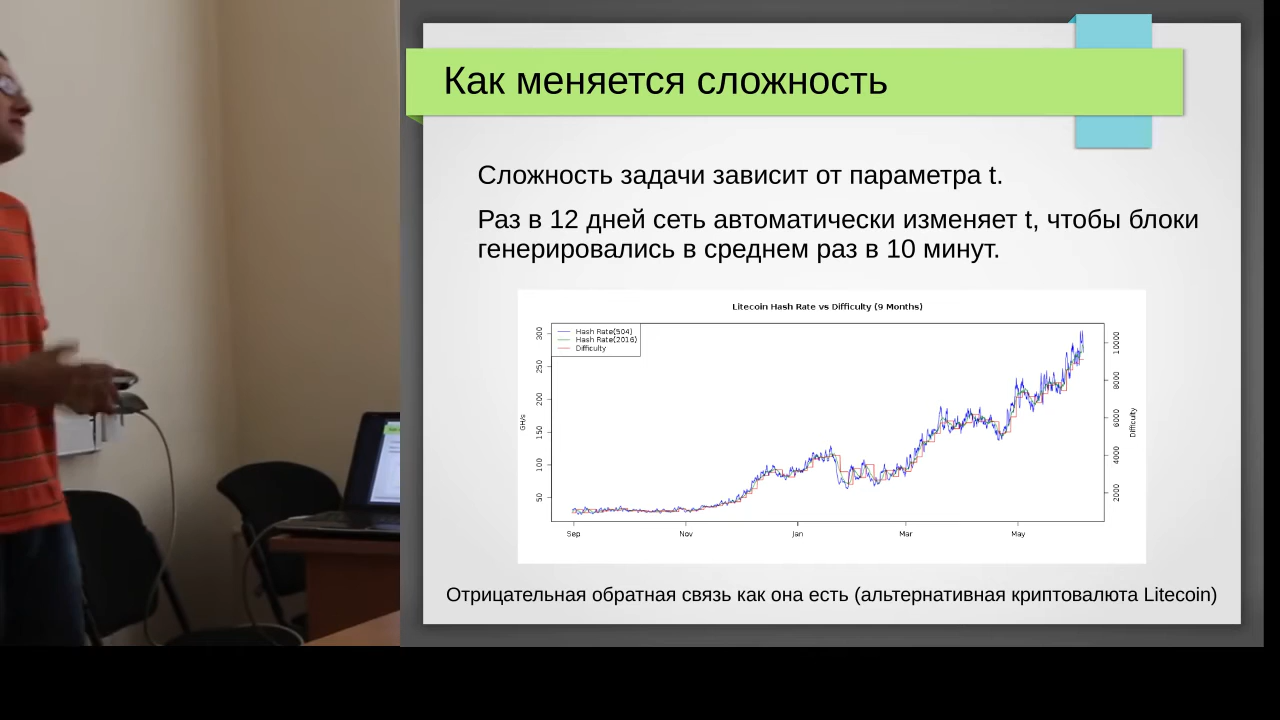 Как меняется сложность
Сложность задачи зависит от параметра t.
Раз в 12 дней сеть автоматически изменяет t, чтобы блоки
генерировались в среднем раз в 10 минут.
Litecoin Hash Rate vs Difficulty (9 Months)
Hash Rate(504)
Hash Rate(2016)
Difficulty
GH/s
50
100
150
200
250
300
Difficulty
2000
4000
6000
8000
10000
Sep Nov Jan Mar May
Отрицательная обратная связь как она есть (альтернативная криптовалюта Litecoin)